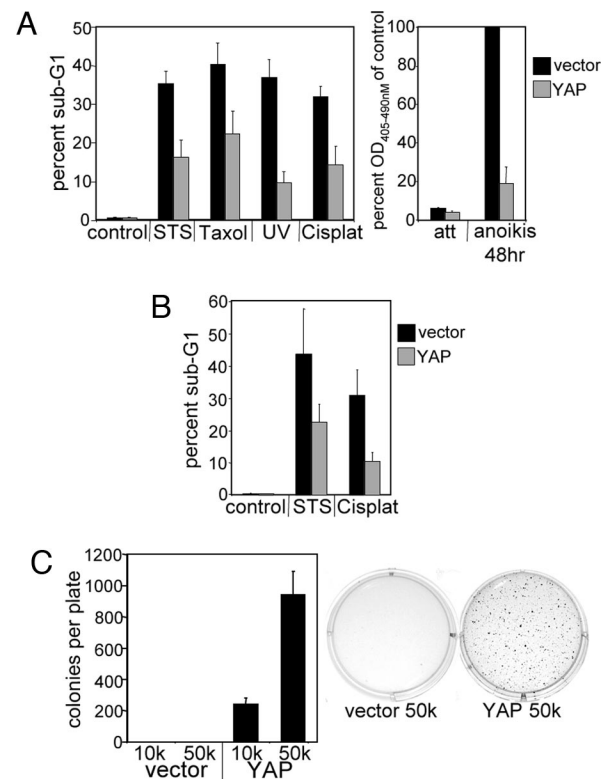 A
percent sub-G1
50
40
30
20
10
0
control STS Taxol UV Cisplat
percent OD405-490nM of control
100
80
60
40
20
0
att anoikis
48hr
vector
YAP
B
percent sub-G1
60
50
40
30
20
10
0
control STS Cisplat
vector
YAP
C
colonies per plate
1200
1000
800
600
400
200
0
10k 50k 10k 50k
vector YAP
vector 50k YAP 50k